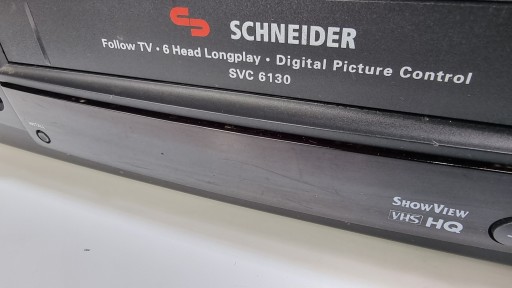 SCHNEIDER
Follow TV • 6 Head Longplay • Digital Picture Control
SVC 6130
SHOWVIEW
VHS HQ